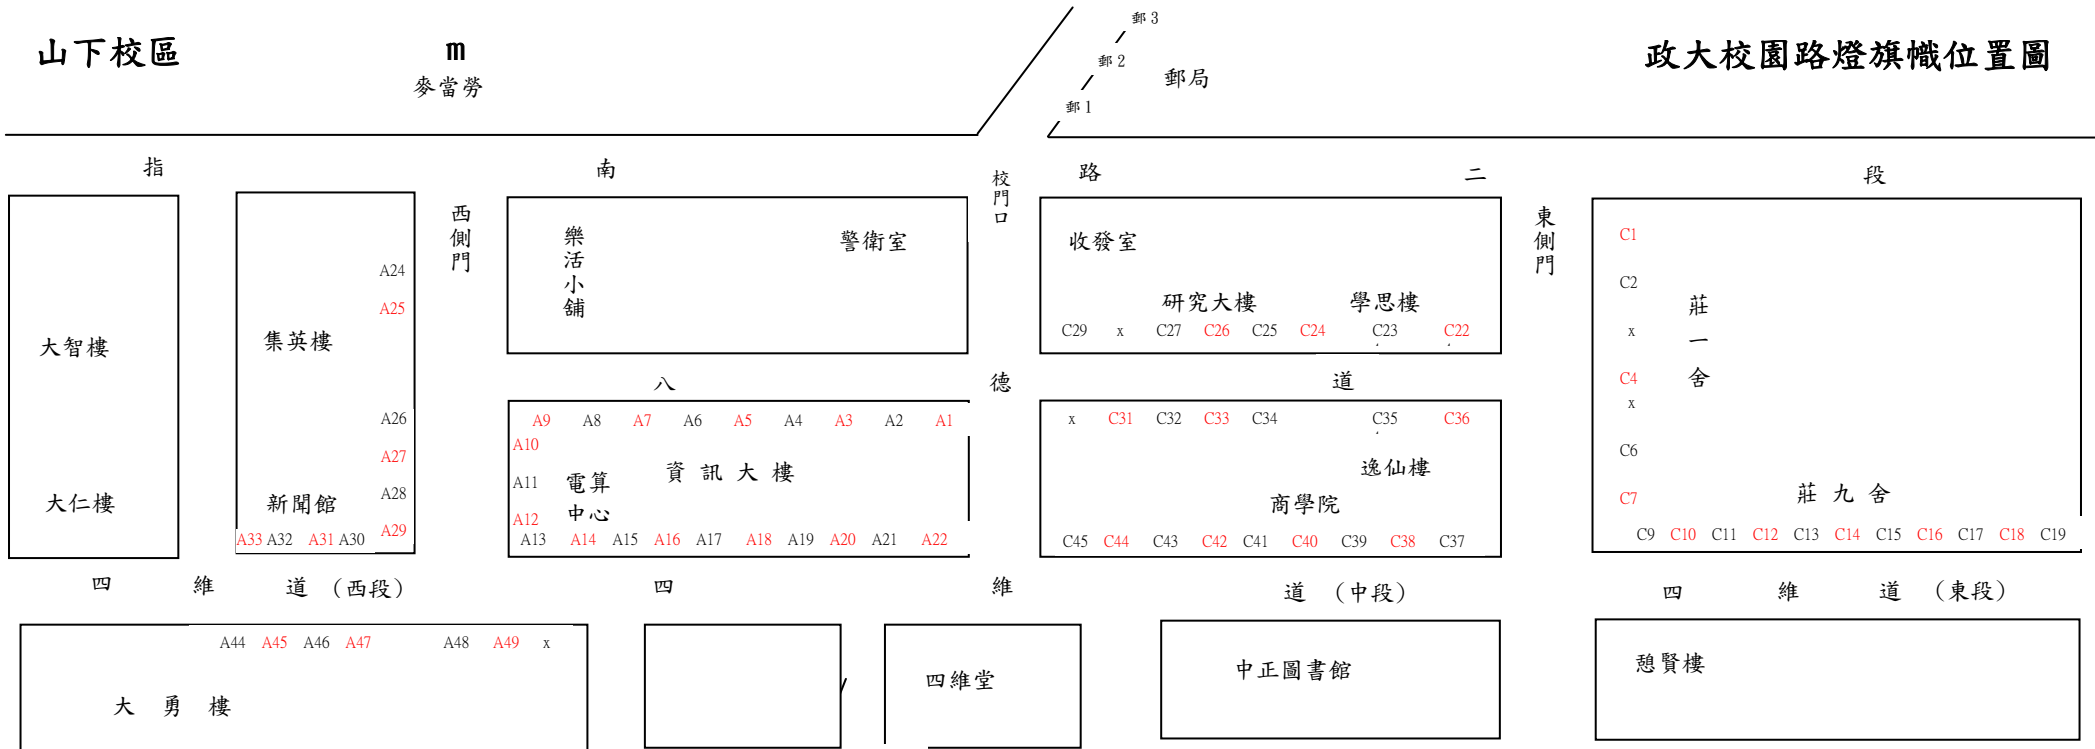 山下校區
m
麥當勞
郵3
郵2
郵1
郵局
政大校園路燈旗幟位置圖
指 南 路 二 段
校門口
西側門
東側門
大智樓
大仁樓
A24
A25
集英樓
A26
A27
A28
A29
新聞館
A33 A32 A31 A30
樂活小舖
警衛室
收發室
研究大樓 學思樓
C29 x C27 C26 C25 C24 C23 C22
C1
C2
x
C4
x
C6
C7
莊一舍
莊九舍
C9 C10 C11 C12 C13 C14 C15 C16 C17 C18 C19
八 德 道
A9 A8 A7 A6 A5 A4 A3 A2 A1
A10
A11
A12
電算
中心
資訊大樓
A13 A14 A15 A16 A17 A18 A19 A20 A21 A22
x C31 C32 C33 C34 C35 C36
逸仙樓
商學院
C45 C44 C43 C42 C41 C40 C39 C38 C37
四 維 道（西段）
四 維 道（中段）
四 維 道（東段）
A44 A45 A46 A47 A48 A49 x
大勇樓
四維堂
中正圖書館
憩賢樓